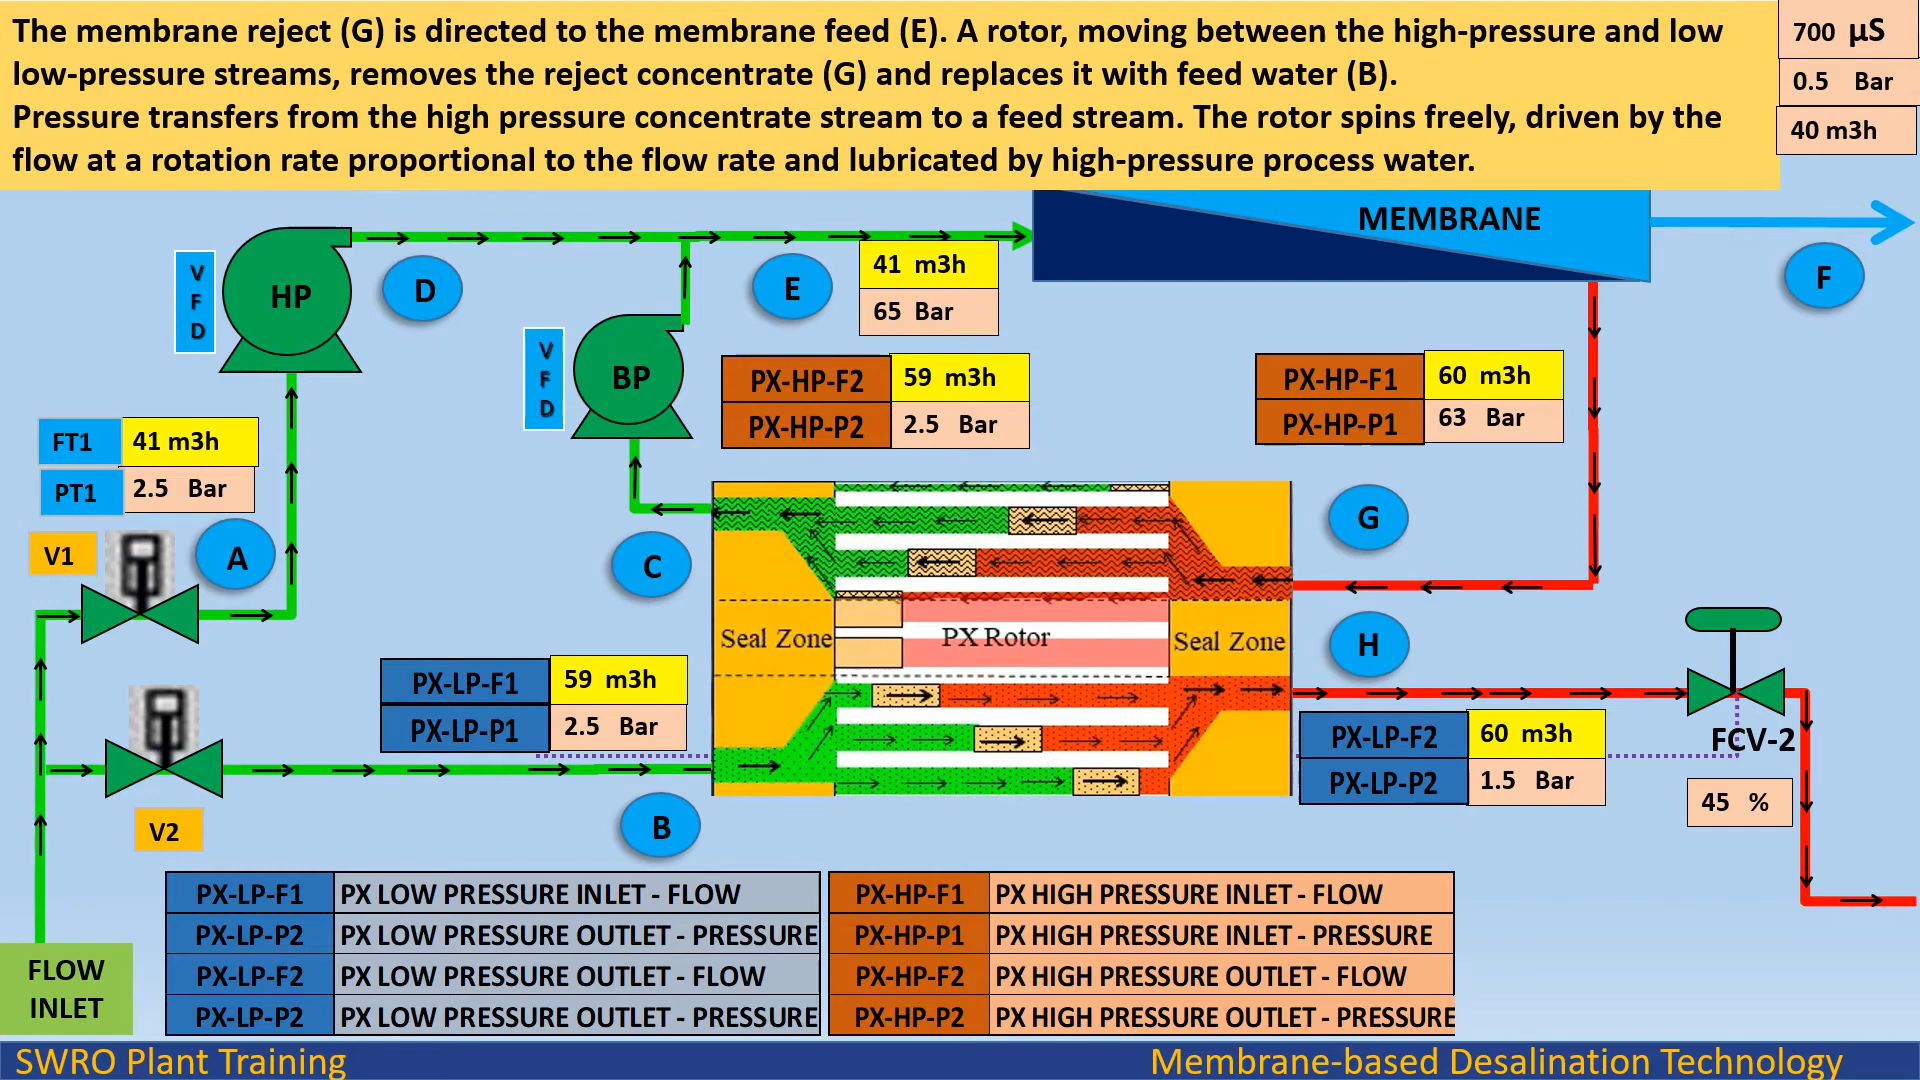 The membrane reject (G) is directed to the membrane feed (E). A rotor, moving between the high-pressure and low
low-pressure streams, removes the reject concentrate (G) and replaces it with feed water (B).
Pressure transfers from the high pressure concentrate stream to a feed stream. The rotor spins freely, driven by the
flow at a rotation rate proportional to the flow rate and lubricated by high-pressure process water.
700 µS
0.5 Bar
40 m3h
MEMBRANE
F
VFD
HP
D
E
41 m3h
65 Bar
VFD
BP
PX-HP-F2 59 m3h
PX-HP-P2 2.5 Bar
PX-HP-F1 60 m3h
PX-HP-P1 63 Bar
FT1 41 m3h
PT1 2.5 Bar
V1
A
C
G
Seal Zone
PX Rotor
Seal Zone
H
PX-LP-F1 59 m3h
PX-LP-P1 2.5 Bar
PX-LP-F2 60 m3h
PX-LP-P2 1.5 Bar
FCV-2
45 %
V2
B
PX-LP-F1 PX LOW PRESSURE INLET - FLOW
PX-LP-P2 PX LOW PRESSURE OUTLET - PRESSURE
PX-LP-F2 PX LOW PRESSURE OUTLET - FLOW
PX-LP-P2 PX LOW PRESSURE OUTLET - PRESSURE
PX-HP-F1 PX HIGH PRESSURE INLET - FLOW
PX-HP-P1 PX HIGH PRESSURE INLET - PRESSURE
PX-HP-F2 PX HIGH PRESSURE OUTLET - FLOW
PX-HP-P2 PX HIGH PRESSURE OUTLET - PRESSURE
FLOW
INLET
SWRO Plant Training
Membrane-based Desalination Technology